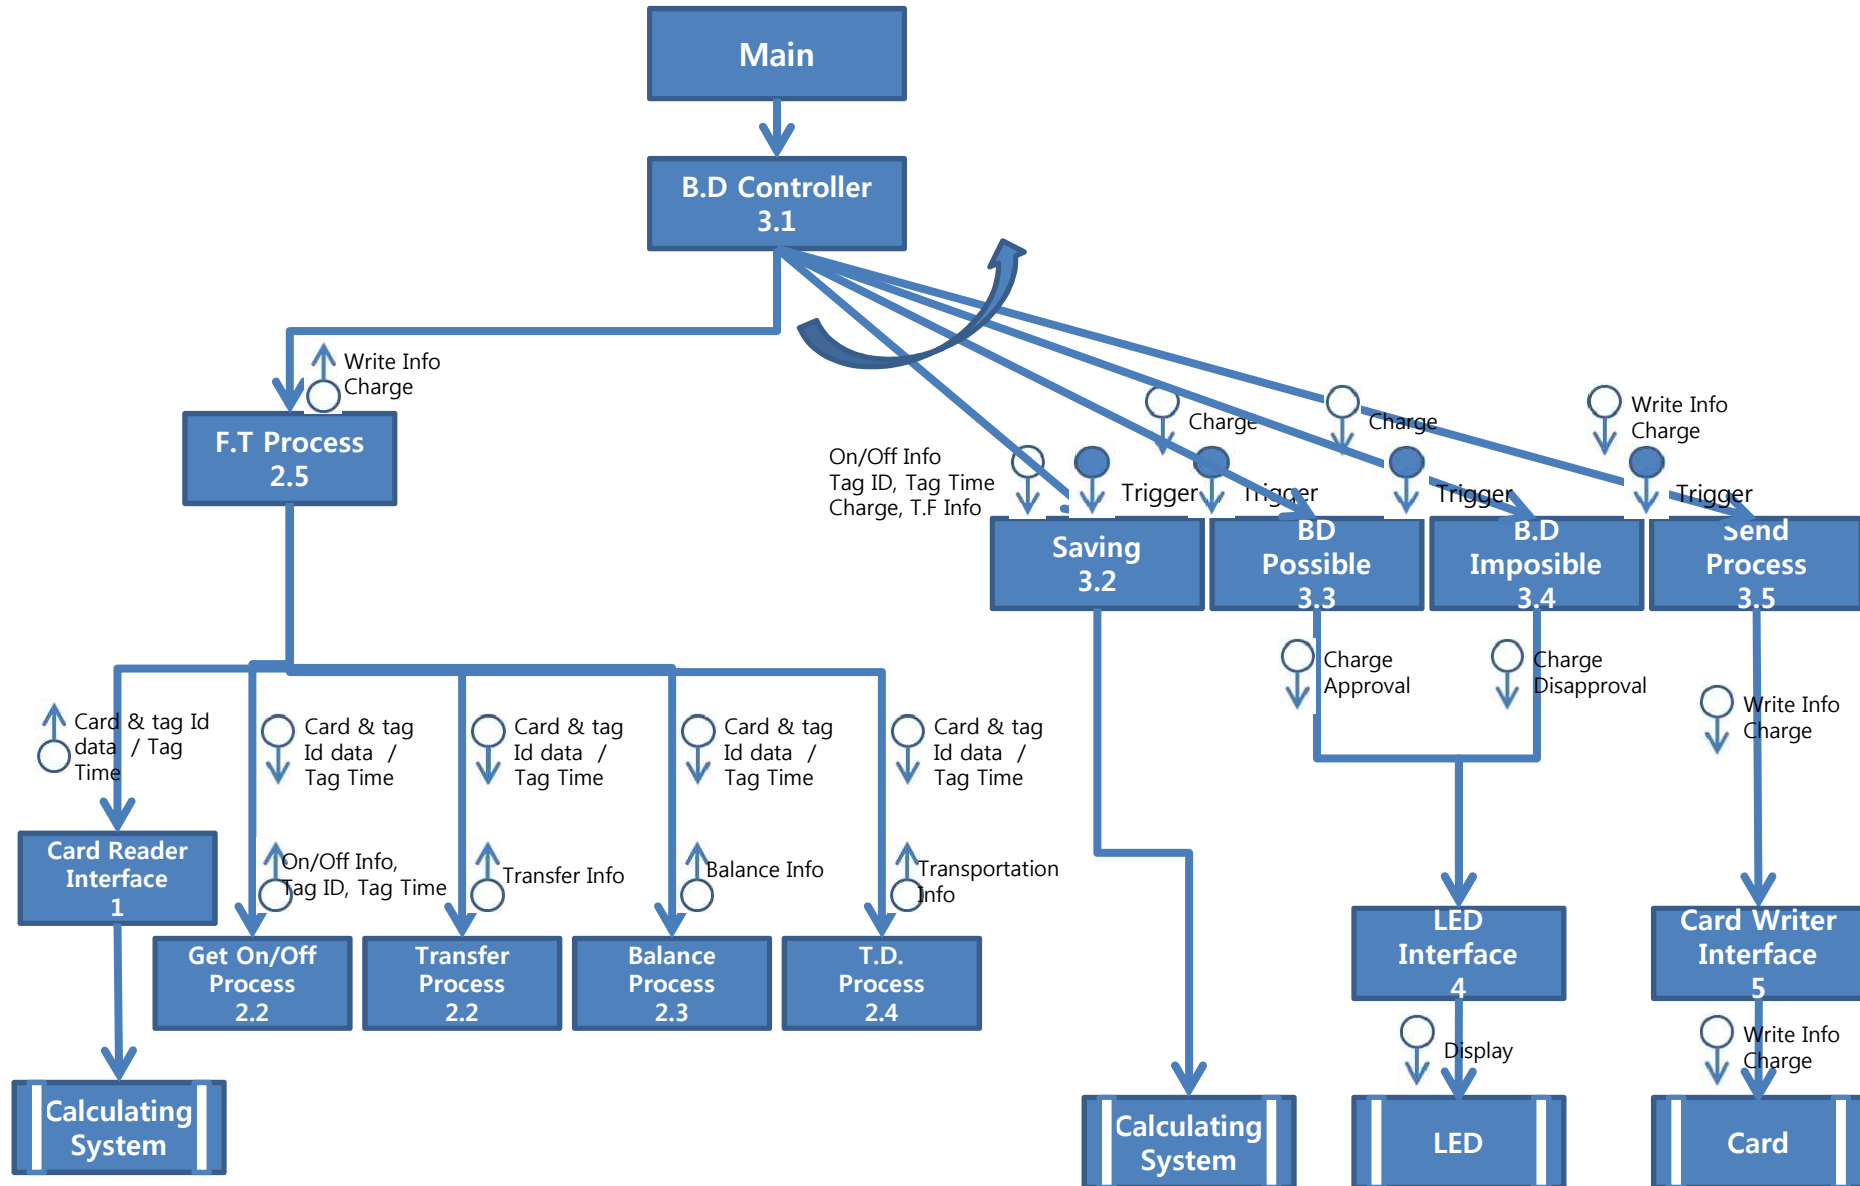 Main
B.D Controller
3.1
Write Info
Charge
F.T Process
2.5
On/Off Info
Tag ID, Tag Time
Charge, T.F Info
Trigger
Charge
Trigger
Charge
Trigger
Write Info
Charge
Trigger
Saving
3.2
BD
Possible
3.3
B.D
Imposible
3.4
Send
Process
3.5
Charge
Approval
Charge
Disapproval
Write Info
Charge
Card & tag Id
data / Tag
Time
Card & tag
Id data /
Tag Time
Card & tag
Id data /
Tag Time
Card & tag
Id data /
Tag Time
Card & tag
Id data /
Tag Time
Card Reader
Interface
1
On/Off Info,
Tag ID, Tag Time
Transfer Info
Balance Info
Transportation
Info
Get On/Off
Process
2.2
Transfer
Process
2.2
Balance
Process
2.3
T.D.
Process
2.4
LED
Interface
4
Card Writer
Interface
5
Display
Write Info
Charge
Calculating
System
Calculating
System
LED
Card